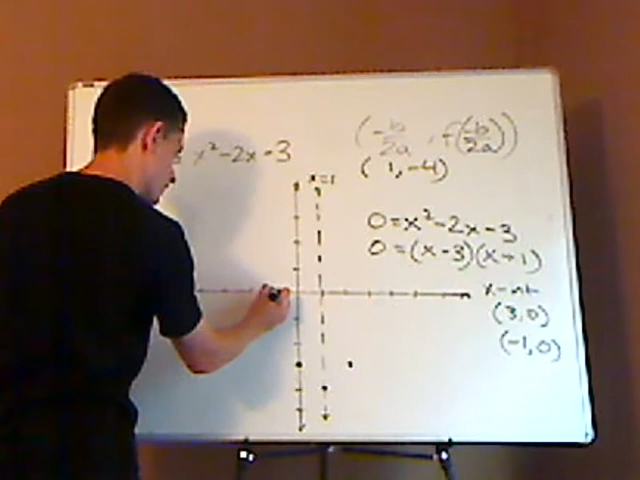 x²-2x-3
(-b/2a, f(-b/2a))
(1,-4)
x=1
0=x²-2x-3
0=(x-3)(x+1)
x-int
(3,0)
(-1,0)